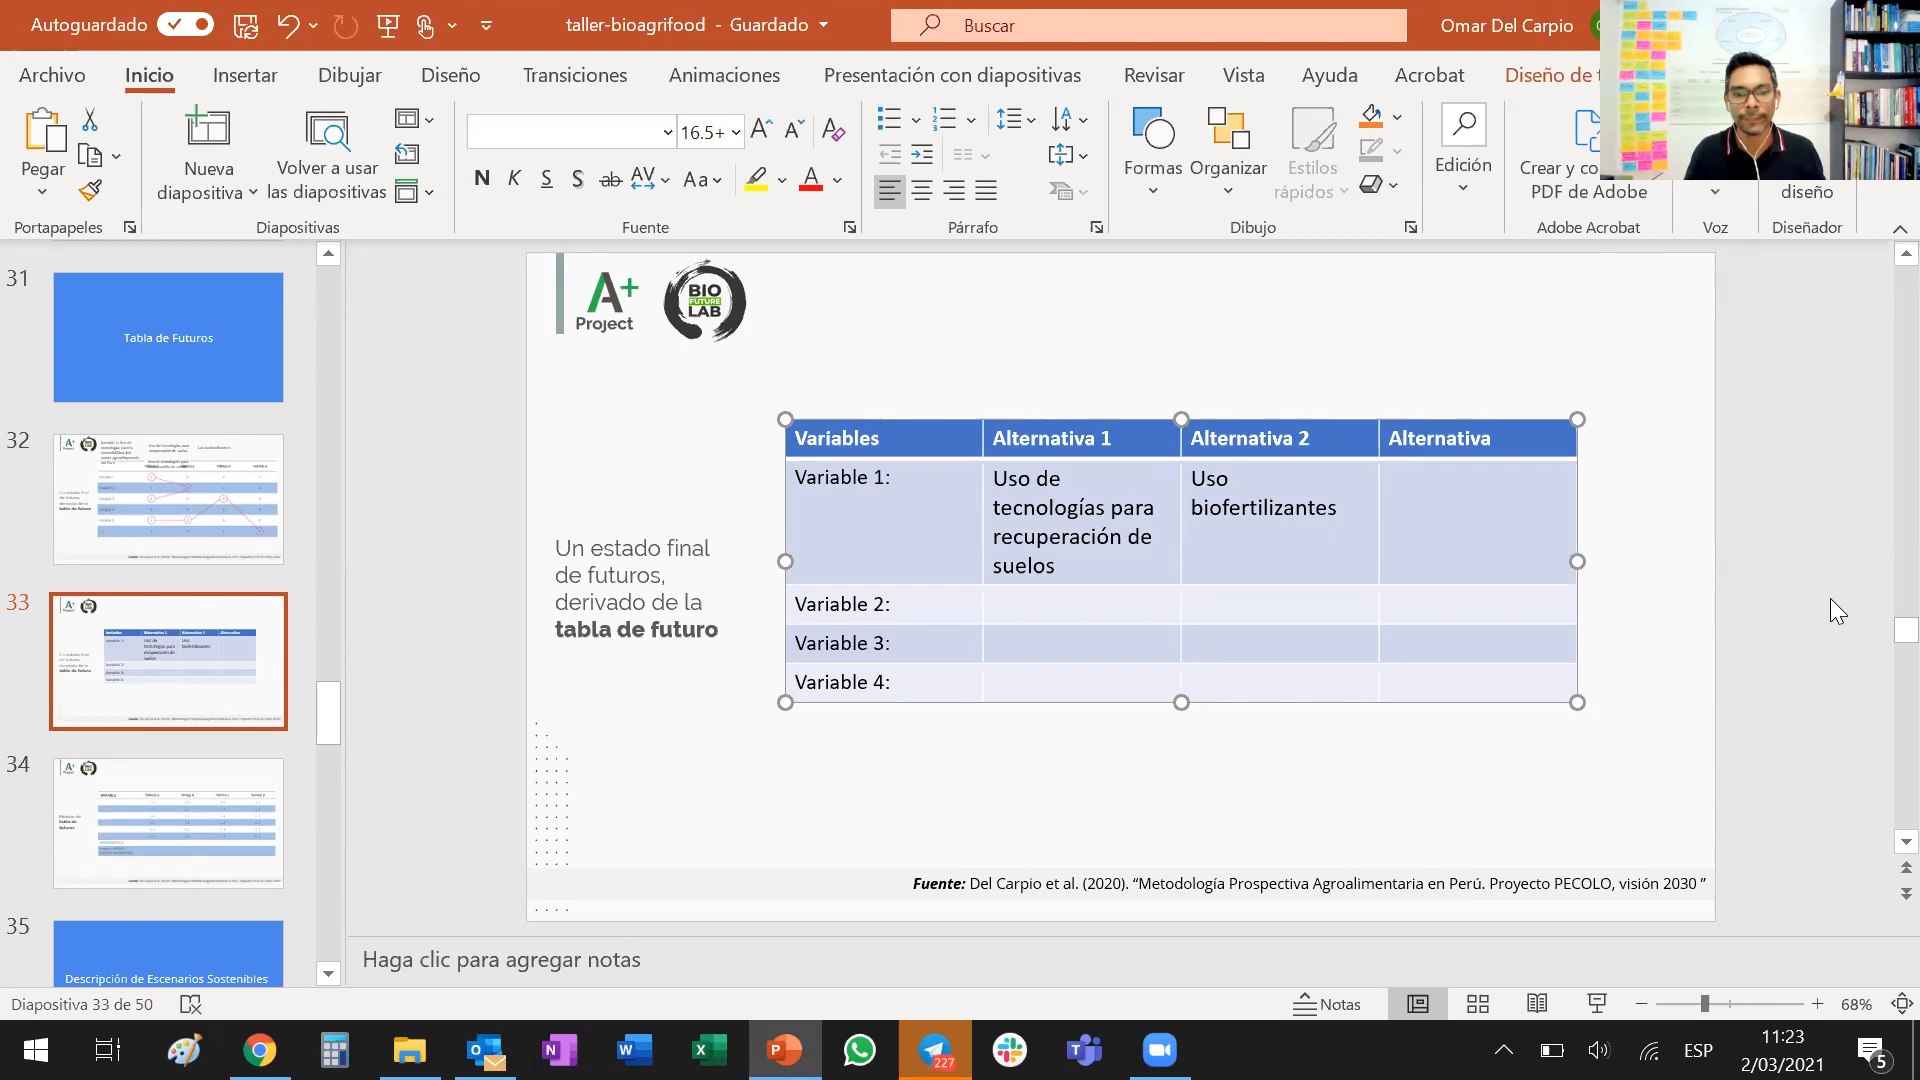 Autoguardado
taller-bioagrifood - Guardado
Buscar
Omar Del Carpio
Archivo Inicio Insertar Dibujar Diseño Transiciones Animaciones Presentación con diapositivas Revisar Vista Ayuda Acrobat Diseño de
16.5+
Pegar
Nueva diapositiva
Volver a usar las diapositivas
N K S S ab AV Aa A
Formas
Organizar
Estilos rápidos
Edición
Crear y co
PDF de Adobe
diseño
Portapapeles
Diapositivas
Fuente
Párrafo
Dibujo
Adobe Acrobat
Voz
Diseñador
31
Tabla de Futuros
32
33
34
35
Descripción de Escenarios Sostenibles
A+
Project
BIO
FUTURE
LAB
Un estado final
de futuros,
derivado de la
tabla de futuro
Variables Alternativa 1 Alternativa 2 Alternativa
Variable 1:
Uso de
tecnologías para
recuperación de
suelos
Uso
biofertilizantes
Variable 2:
Variable 3:
Variable 4:
Fuente: Del Carpio et al. (2020). “Metodología Prospectiva Agroalimentaria en Perú. Proyecto PECOLO, visión 2030 ”
Haga clic para agregar notas
Diapositiva 33 de 50
Notas
68%
227
ESP
11:23
2/03/2021
5